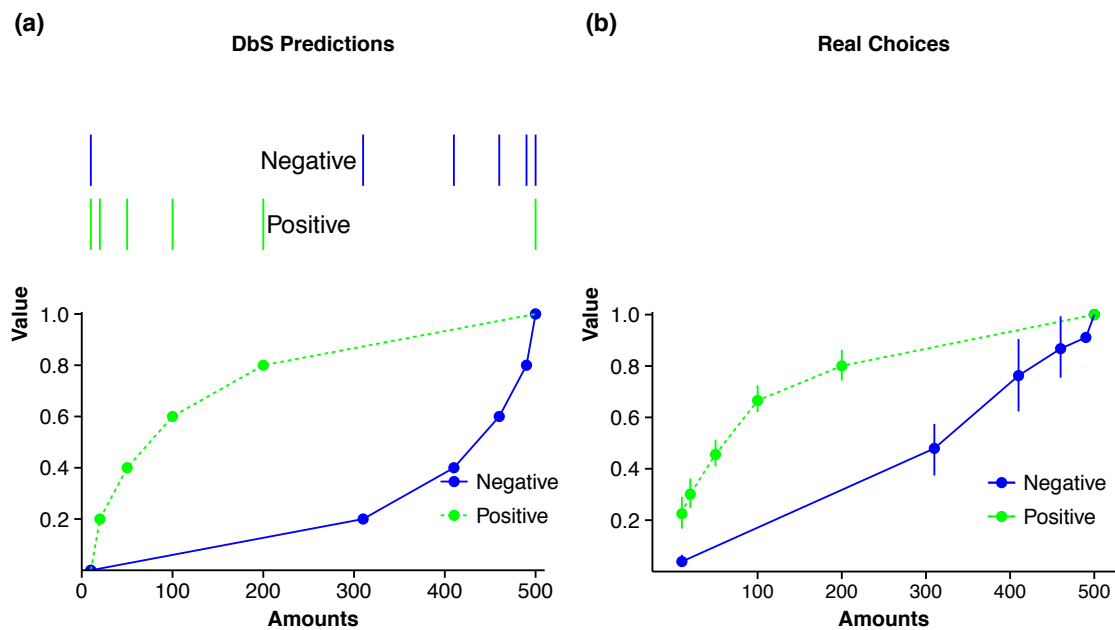 (a)
DbS Predictions
Negative
Positive
Value
1.0
0.8
0.6
0.4
0.2
Negative
Positive
0 100 200 300 400 500
Amounts
(b)
Real Choices
Value
1.0
0.8
0.6
0.4
0.2
Negative
Positive
100 200 300 400 500
Amounts